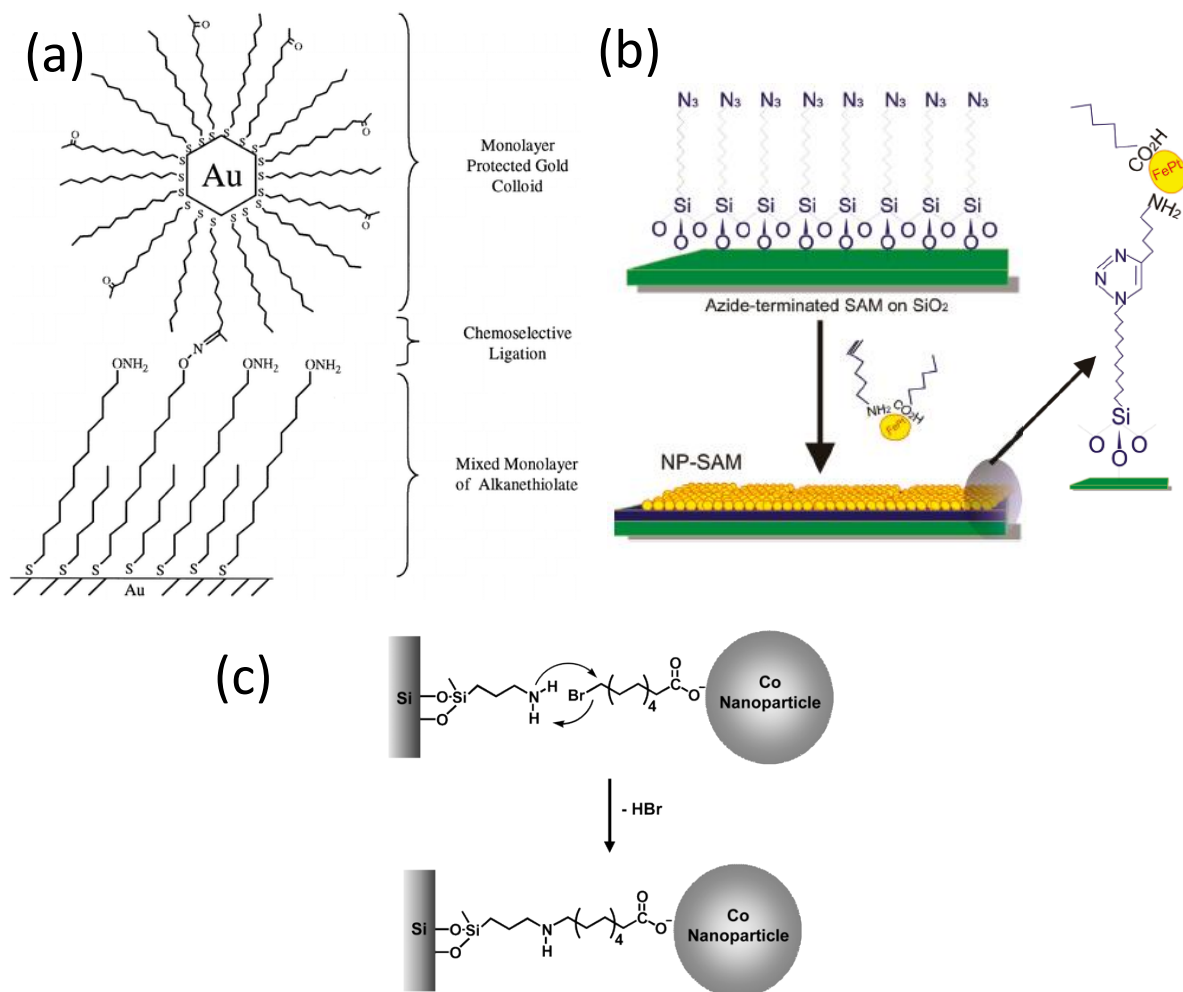 (a)
O
O
O
O
O
O
S S S S S S S S S S S S S S S S S S
Au
Monolayer
Protected Gold
Colloid
N
O
Chemoselective
Ligation
ONH2 ONH2 ONH2
Mixed Monolayer
of Alkanethiolate
S S S S S S S
Au
(b)
N3 N3 N3 N3 N3 N3 N3 N3
Si Si Si Si Si Si Si Si
O O O O O O O O O
O O O O O O O O
Azide-terminated SAM on SiO2
NH2 CO2H
FePt
NP-SAM
CO2H
FePt
NH2
N
N
N
N
Si
O O
O
(c)
Si
O
Si
O
N H
H
Br
4
O
C
O−
Co
Nanoparticle
- HBr
Si
O
Si
O
N
H
4
O
C
O−
Co
Nanoparticle